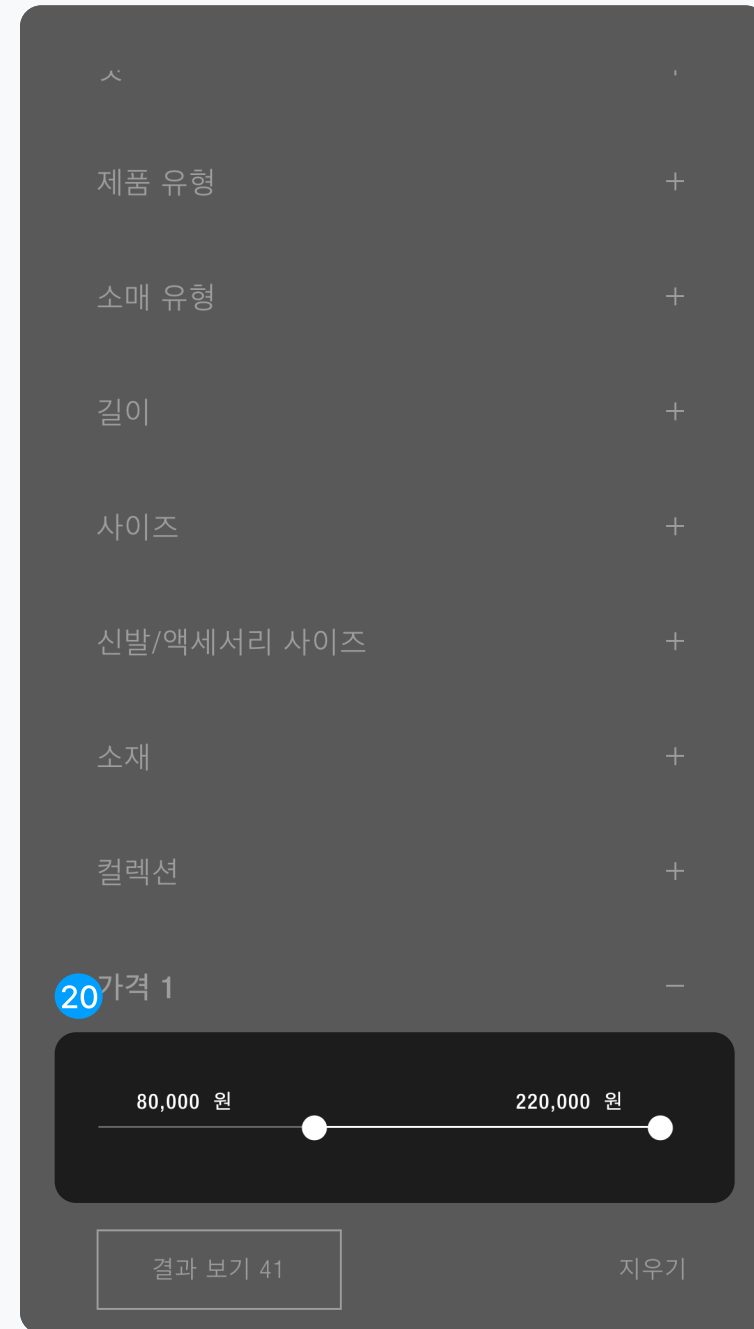 제품 유형
소매 유형
길이
사이즈
신발/액세서리 사이즈
소재
컬렉션
가격 1
20
80,000 원 220,000 원
결과 보기 41 지우기